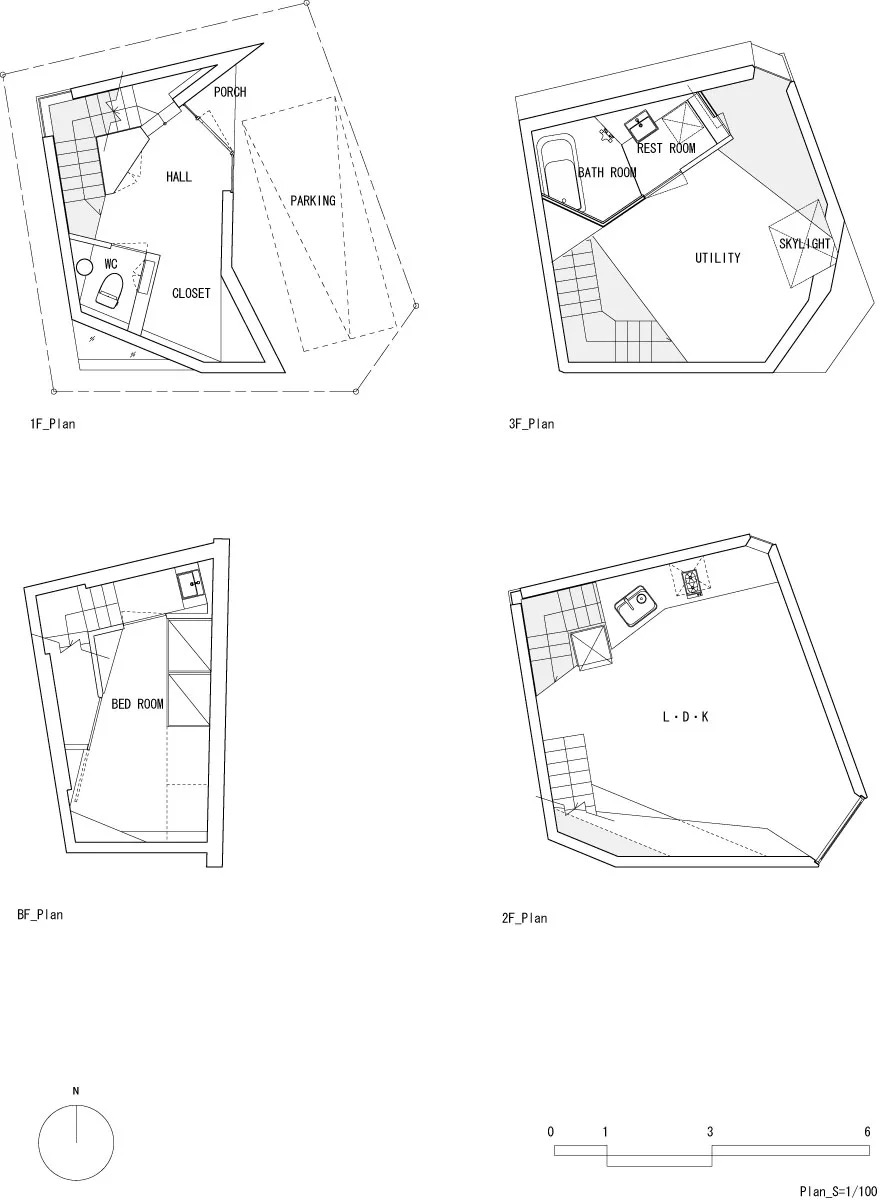 PORCH
HALL
PARKING
WC
CLOSET
1F_Plan
REST ROOM
BATH ROOM
SKYLIGHT
UTILITY
3F_Plan
BED ROOM
BF_Plan
L・D・K
2F_Plan
N
0 1 3 6
Plan_S=1/100